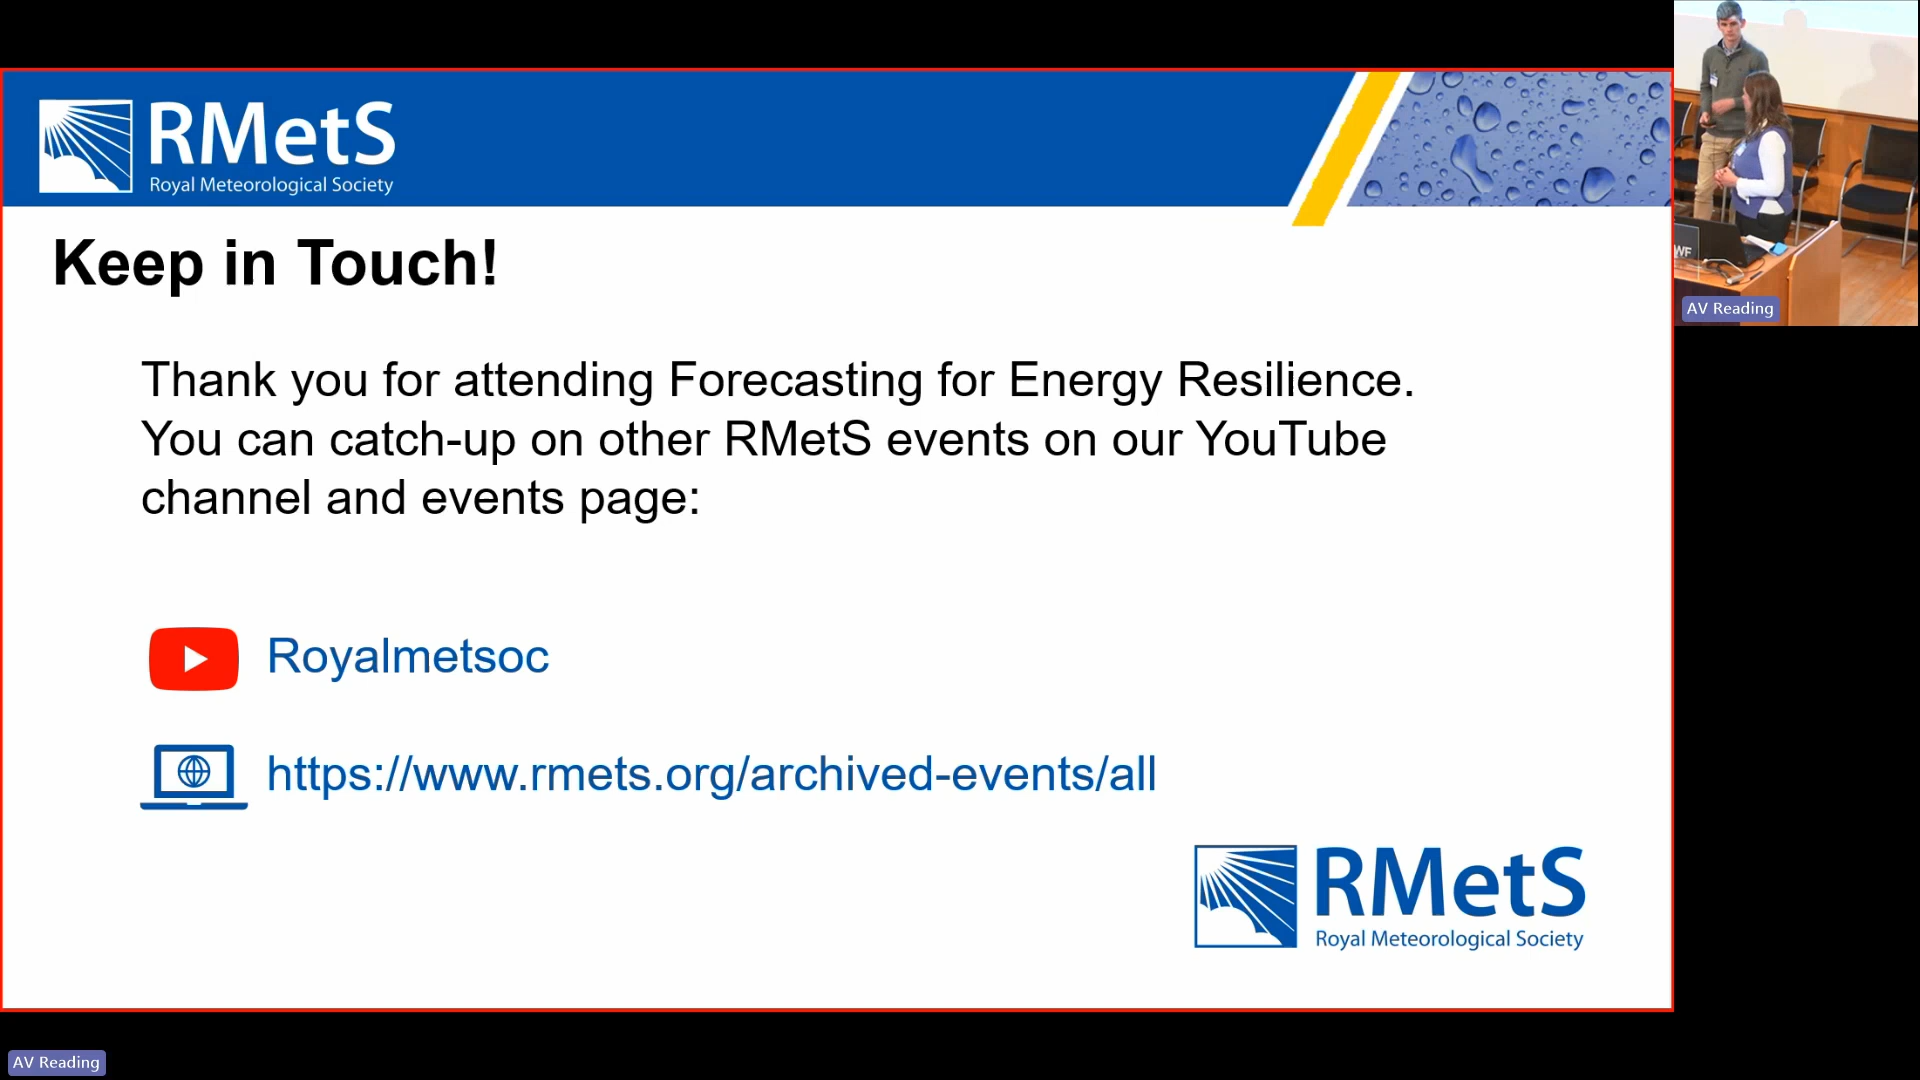 RMetS
Royal Meteorological Society
Keep in Touch!
Thank you for attending Forecasting for Energy Resilience.
You can catch-up on other RMetS events on our YouTube
channel and events page:
Royalmetsoc
https://www.rmets.org/archived-events/all
RMetS
Royal Meteorological Society
WF
AV Reading
AV Reading